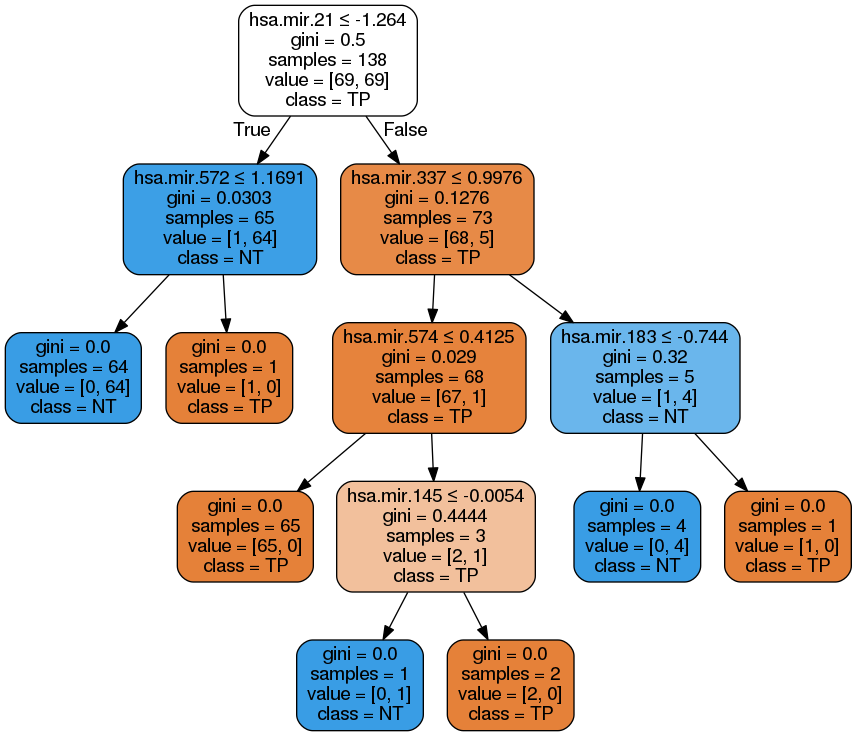 hsa.mir.21 ≤ -1.264
gini = 0.5
samples = 138
value = [69, 69]
class = TP
True
False
hsa.mir.572 ≤ 1.1691
gini = 0.0303
samples = 65
value = [1, 64]
class = NT
hsa.mir.337 ≤ 0.9976
gini = 0.1276
samples = 73
value = [68, 5]
class = TP
gini = 0.0
samples = 64
value = [0, 64]
class = NT
gini = 0.0
samples = 1
value = [1, 0]
class = TP
hsa.mir.574 ≤ 0.4125
gini = 0.029
samples = 68
value = [67, 1]
class = TP
hsa.mir.183 ≤ -0.744
gini = 0.32
samples = 5
value = [1, 4]
class = NT
gini = 0.0
samples = 65
value = [65, 0]
class = TP
hsa.mir.145 ≤ -0.0054
gini = 0.4444
samples = 3
value = [2, 1]
class = TP
gini = 0.0
samples = 4
value = [0, 4]
class = NT
gini = 0.0
samples = 1
value = [1, 0]
class = TP
gini = 0.0
samples = 1
value = [0, 1]
class = NT
gini = 0.0
samples = 2
value = [2, 0]
class = TP